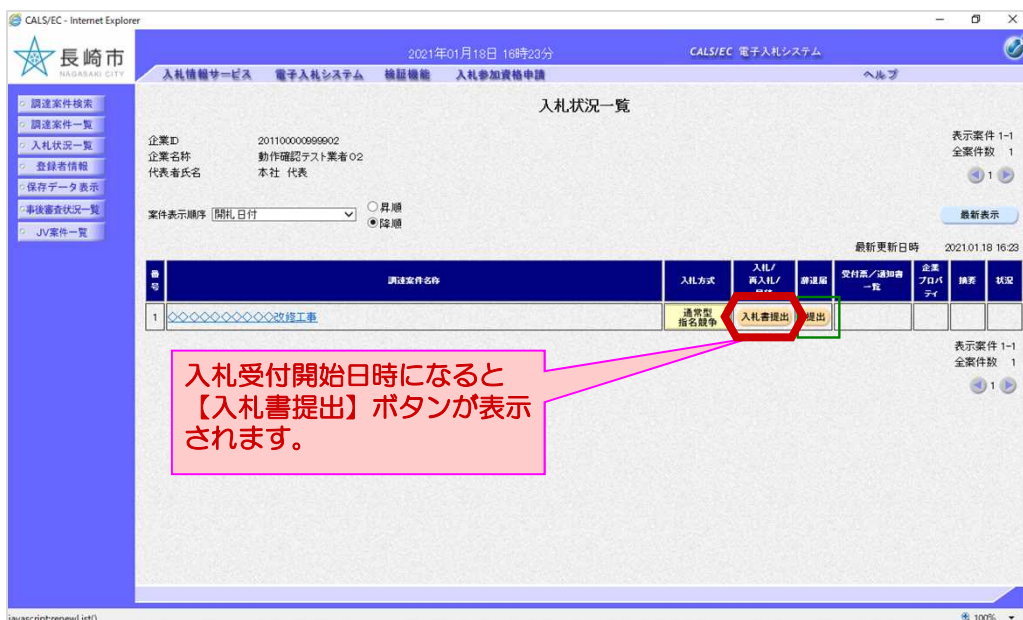 CALS/EC - Internet Explorer
長崎市
NAGASAKI CITY
2021年01月18日 16時23分
CALS/EC 電子入札システム
入札情報サービス 電子入札システム 検証機能 入札参加資格申請 ヘルプ
調達案件検索
調達案件一覧
入札状況一覧
登録者情報
保存データ表示
事後審査状況一覧
JV案件一覧
入札状況一覧
企業ID 201100000999902
企業名称 動作確認テスト業者02
代表者氏名 本社 代表
表示案件 1-1
全案件数 1
1
案件表示順序 開札日付
昇順
降順
最新表示
最新更新日時 2021.01.18 16:23
番号 調達案件名称 入札方式 入札/再入札/ 辞退届 受付票/通知書一覧 企業プロパティ 摘要 状況
1 ◇◇◇◇◇◇◇◇◇◇改修工事 通常型指名競争 入札書提出 提出
表示案件 1-1
全案件数 1
1
入札受付開始日時になると
【入札書提出】ボタンが表示
されます。
javascript:renewList()
100%